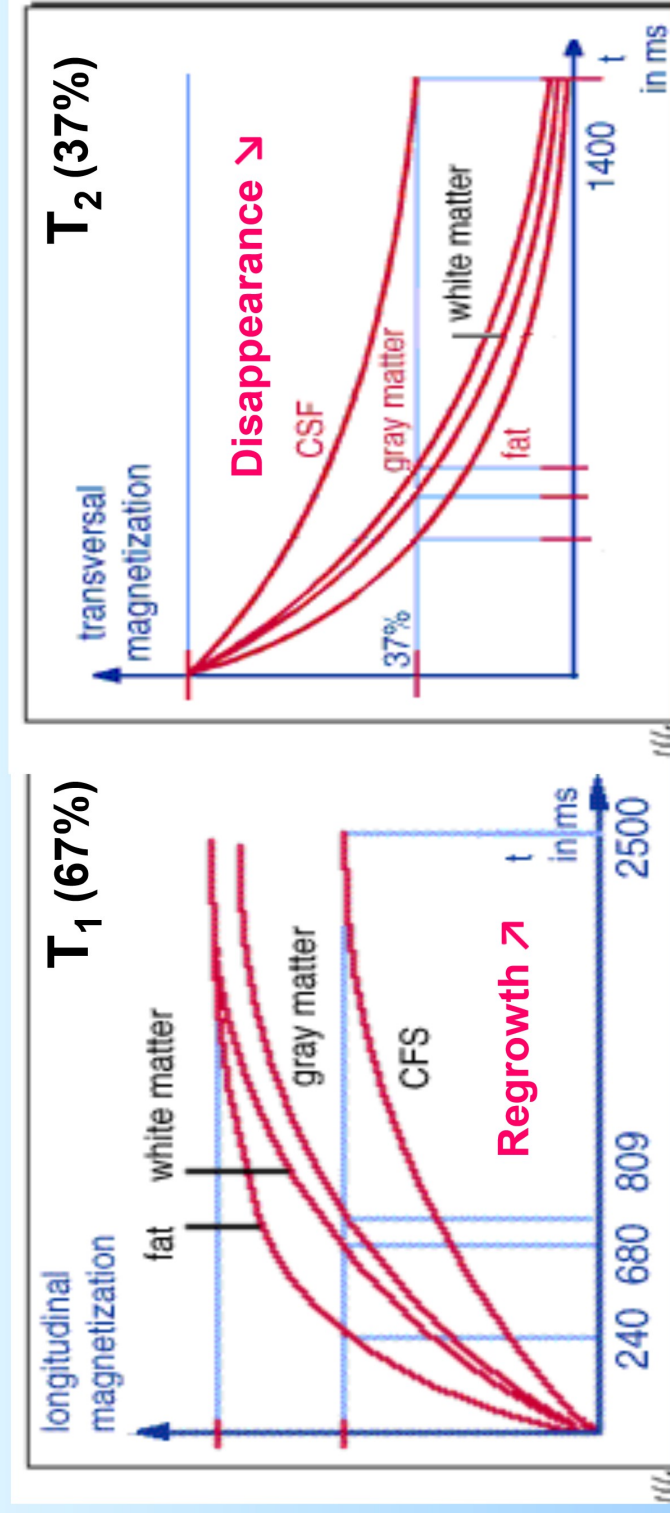 T₁ (67%)
longitudinal
magnetization
fat
white matter
gray matter
CFS
Regrowth ↗
t
in ms
240
680
809
2500
T₂ (37%)
transversal
magnetization
Disappearance ↘
CSF
gray matter
white matter
fat
37%
1400
t
in ms